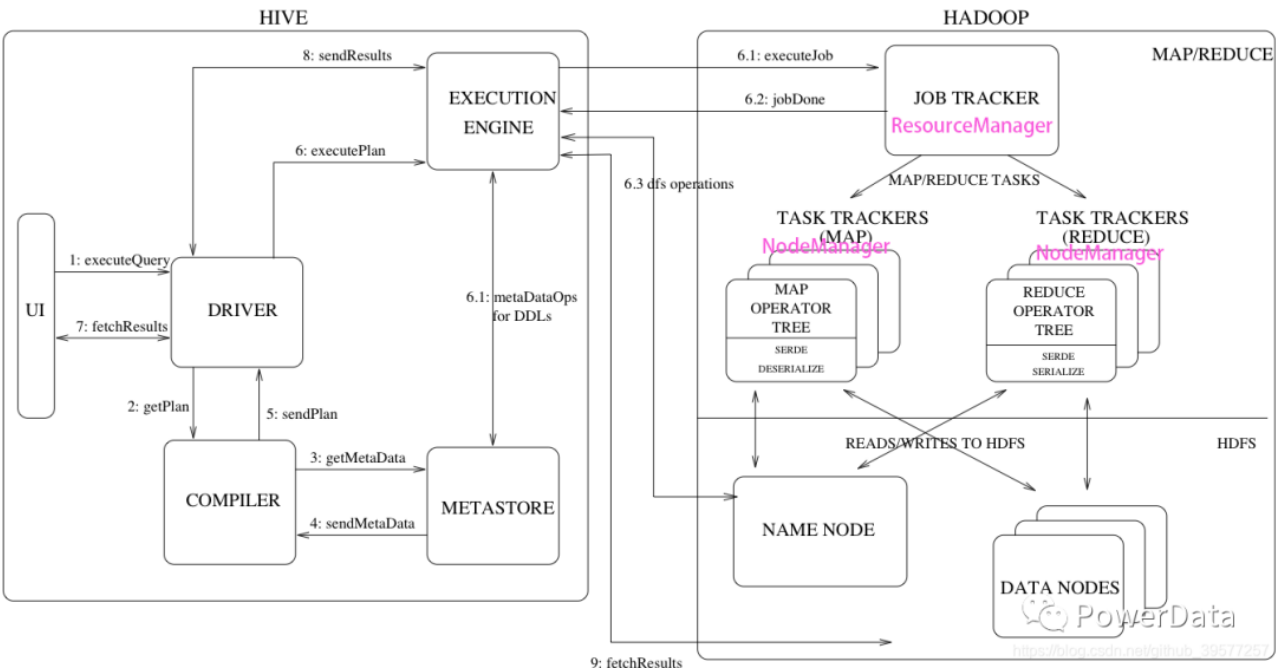 HIVE
HADOOP
8: sendResults
6.1: executeJob
MAP/REDUCE
EXECUTION
ENGINE
6.2: jobDone
JOB TRACKER
ResourceManager
6: executePlan
6.3 dfs operations
MAP/REDUCE TASKS
TASK TRACKERS
(MAP)
NodeManager
TASK TRACKERS
(REDUCE)
NodeManager
1: executeQuery
UI
DRIVER
7: fetchResults
6.1: metaDataOps
for DDLs
MAP
OPERATOR
TREE
SERDE
DESERIALIZE
REDUCE
OPERATOR
TREE
SERDE
SERIALIZE
2: getPlan
5: sendPlan
READS/WRITES TO HDFS
HDFS
3: getMetaData
COMPILER
METASTORE
4: sendMetaData
NAME NODE
DATA NODES
PowerData
https://blog.csdn.net/github_39577257
9: fetchResults